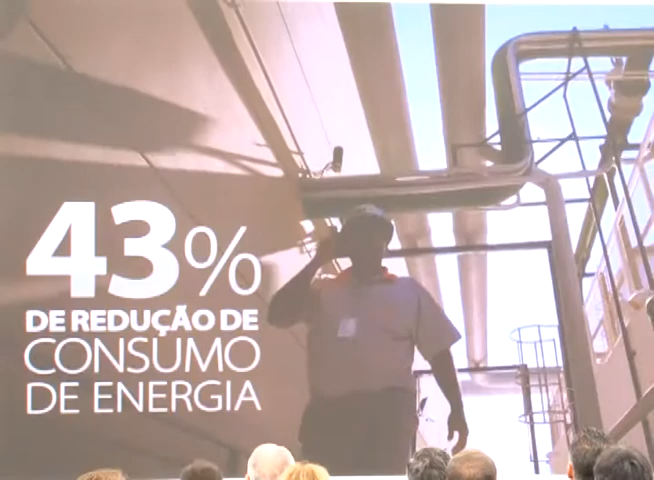 43%
DE REDUÇÃO DE
CONSUMO
DE ENERGIA